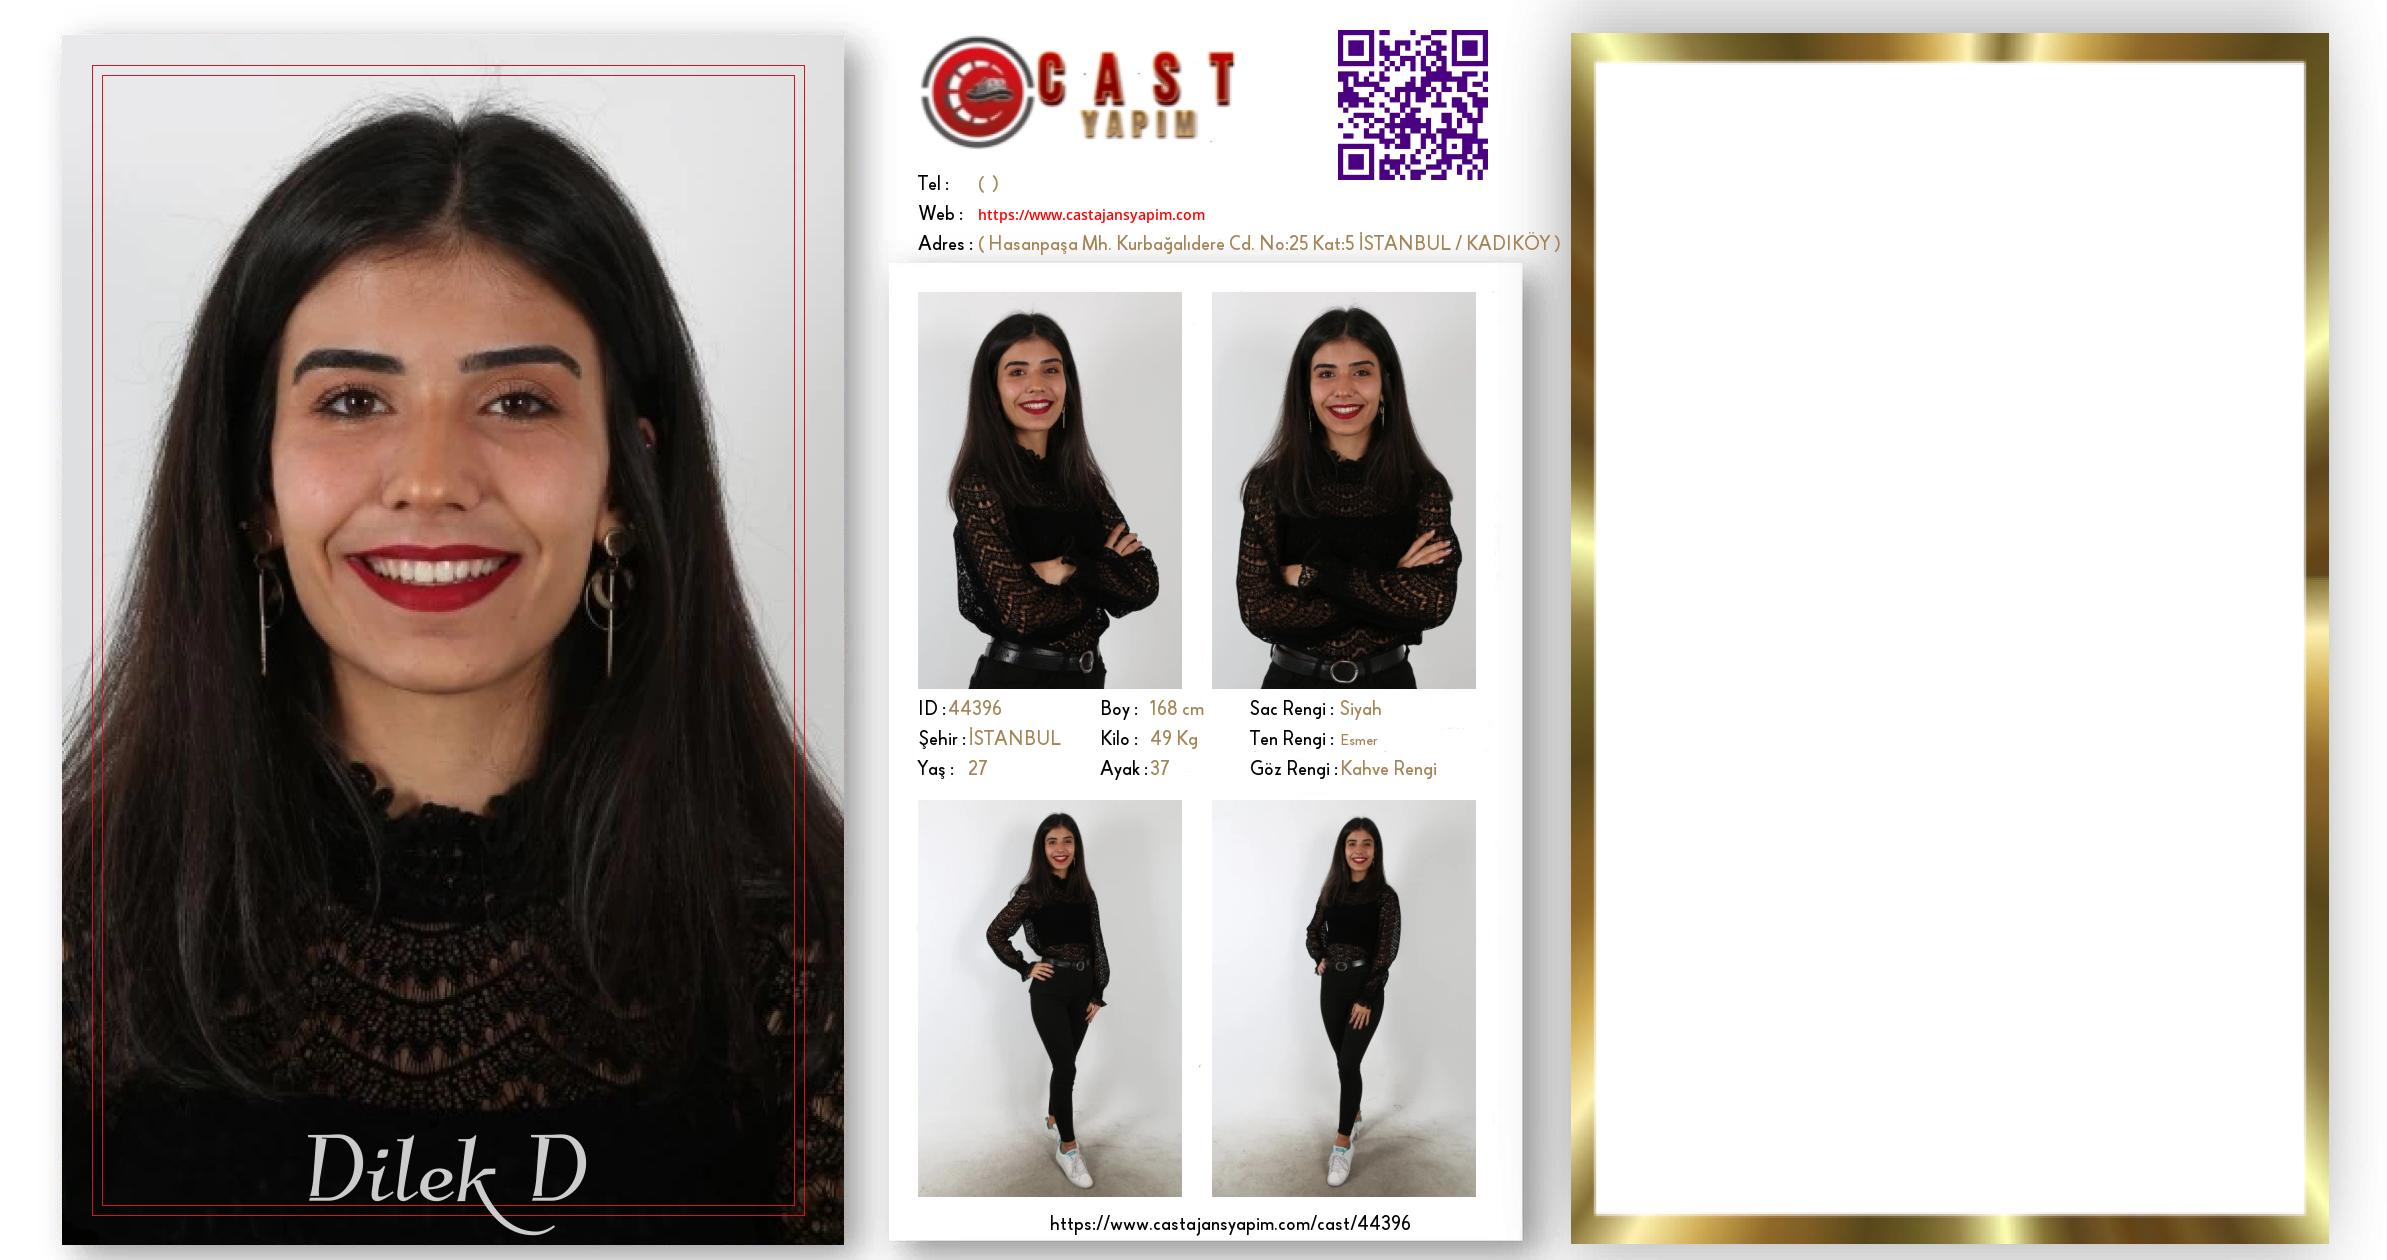 Dilek D
CAST
YAPIM
Tel : ( )
Web : https://www.castajansyapim.com
Adres : ( Hasanpaşa Mh. Kurbağalıdere Cd. No:25 Kat:5 İSTANBUL / KADIKÖY )
ID : 44396 Boy : 168 cm Sac Rengi : Siyah
Şehir : İSTANBUL Kilo : 49 Kg Ten Rengi : Esmer
Yaş : 27 Ayak : 37 Göz Rengi : Kahve Rengi
https://www.castajansyapim.com/cast/44396